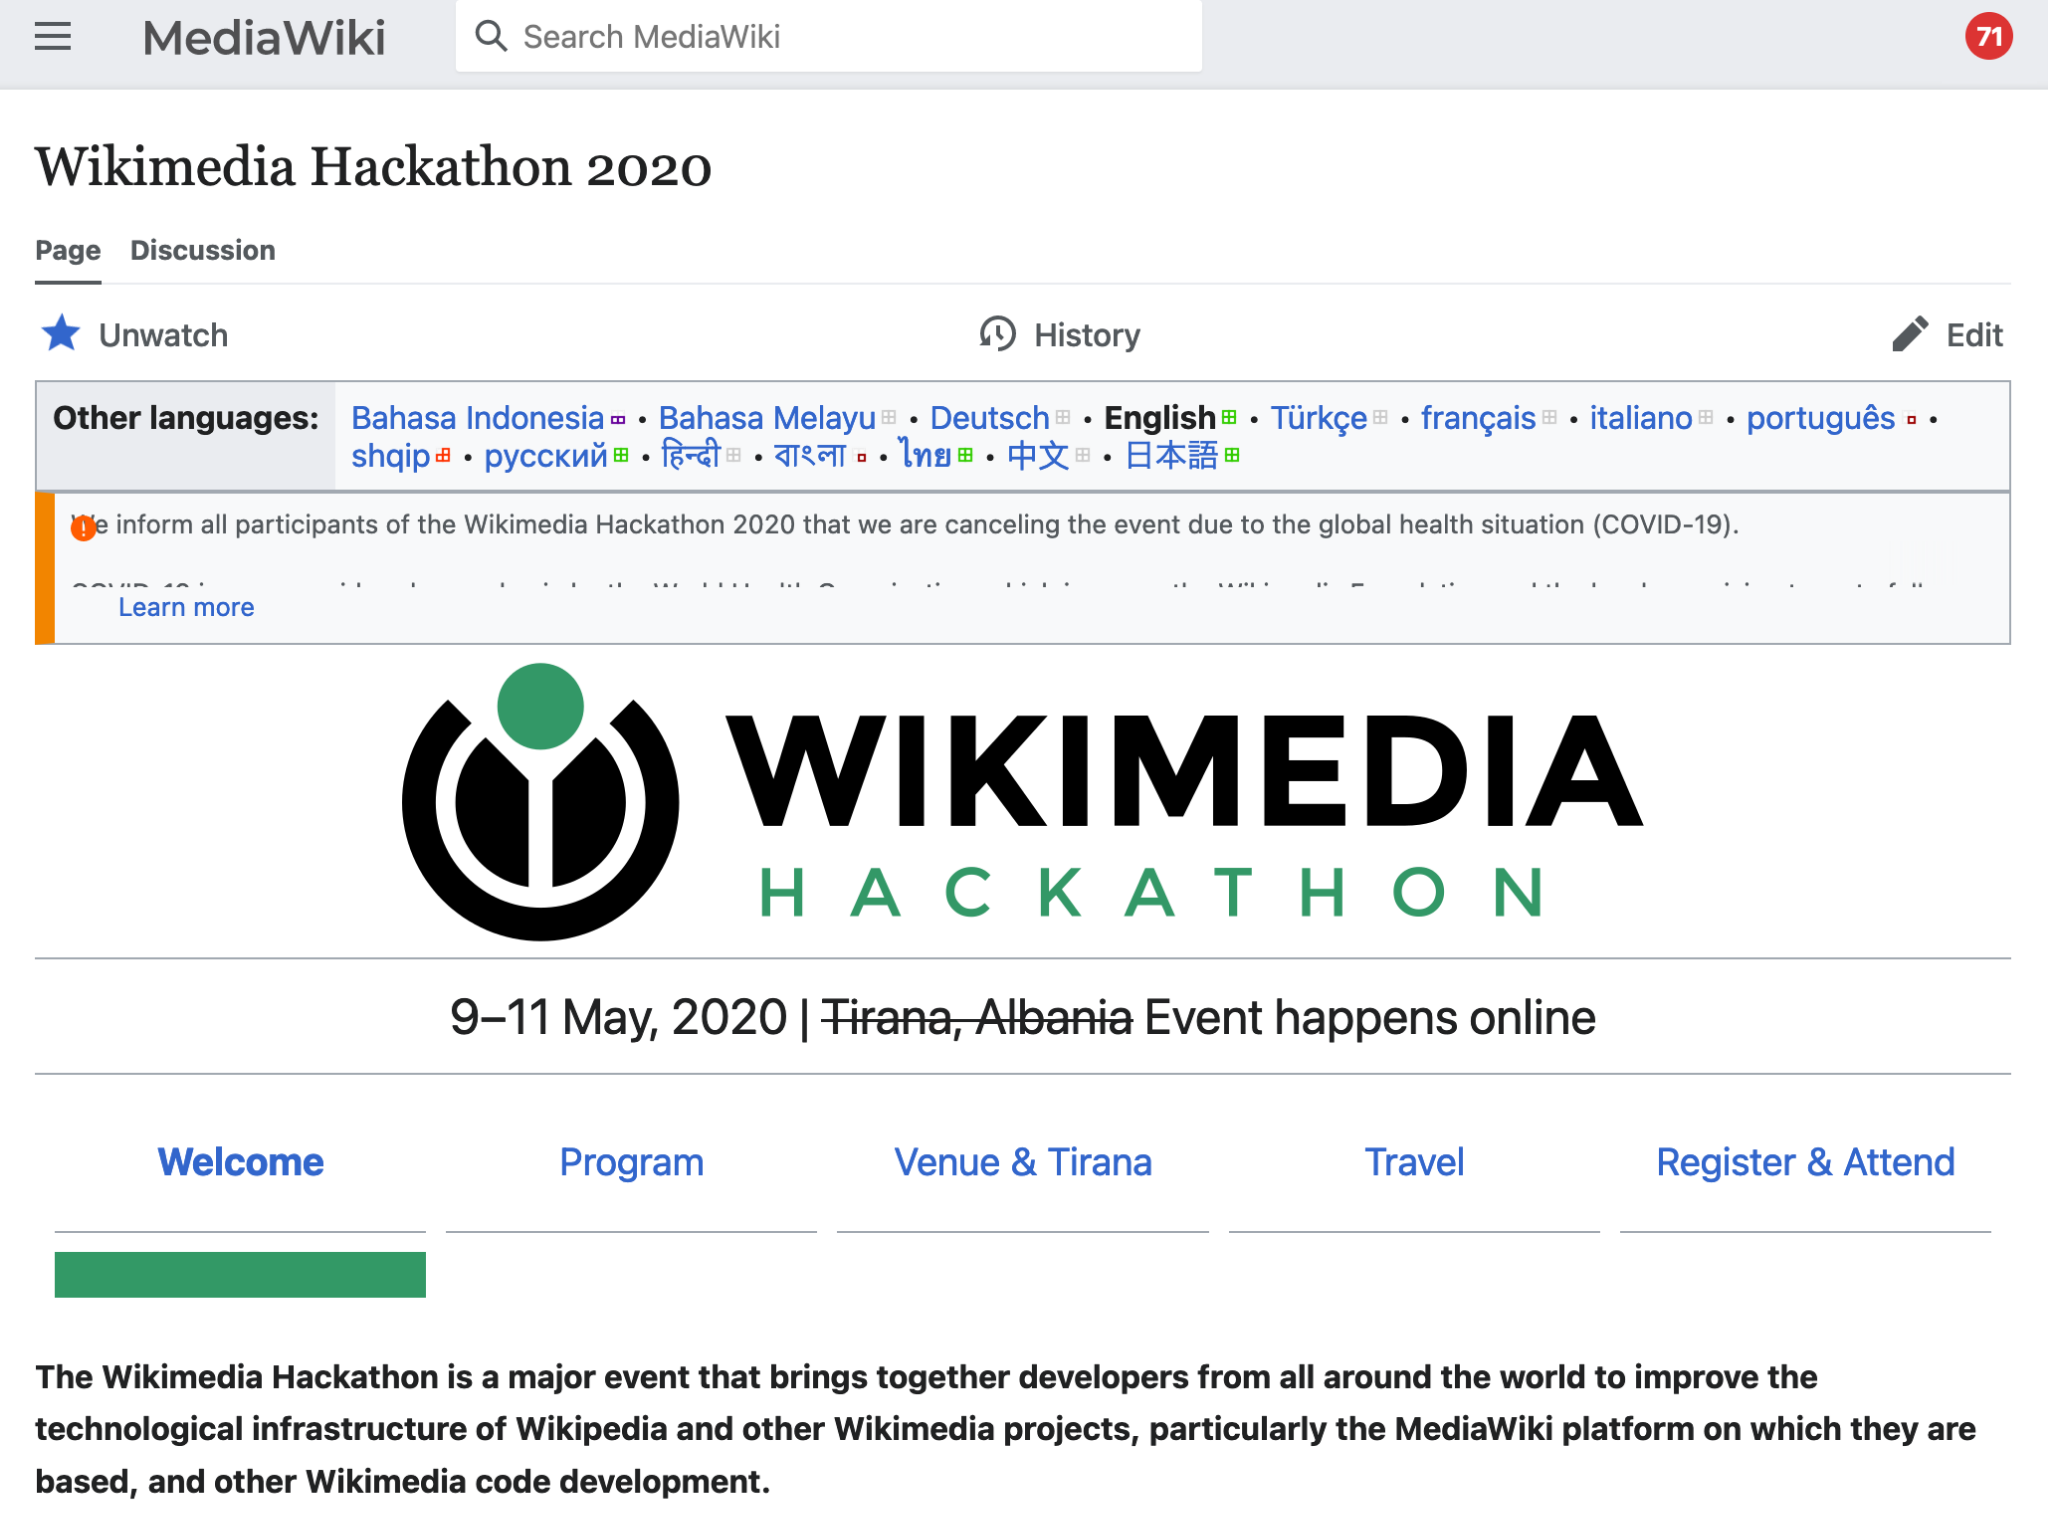 MediaWiki
Search MediaWiki
71
Wikimedia Hackathon 2020
Page Discussion
Unwatch
History
Edit
Other languages: Bahasa Indonesia • Bahasa Melayu • Deutsch • English • Türkçe • français • italiano • português •
shqip • русский • हिन्दी • বাংলা • ไทย • 中文 • 日本語
We inform all participants of the Wikimedia Hackathon 2020 that we are canceling the event due to the global health situation (COVID-19).
Learn more
WIKIMEDIA
HACKATHON
9–11 May, 2020 | Tirana, Albania Event happens online
Welcome
Program
Venue & Tirana
Travel
Register & Attend
The Wikimedia Hackathon is a major event that brings together developers from all around the world to improve the
technological infrastructure of Wikipedia and other Wikimedia projects, particularly the MediaWiki platform on which they are
based, and other Wikimedia code development.